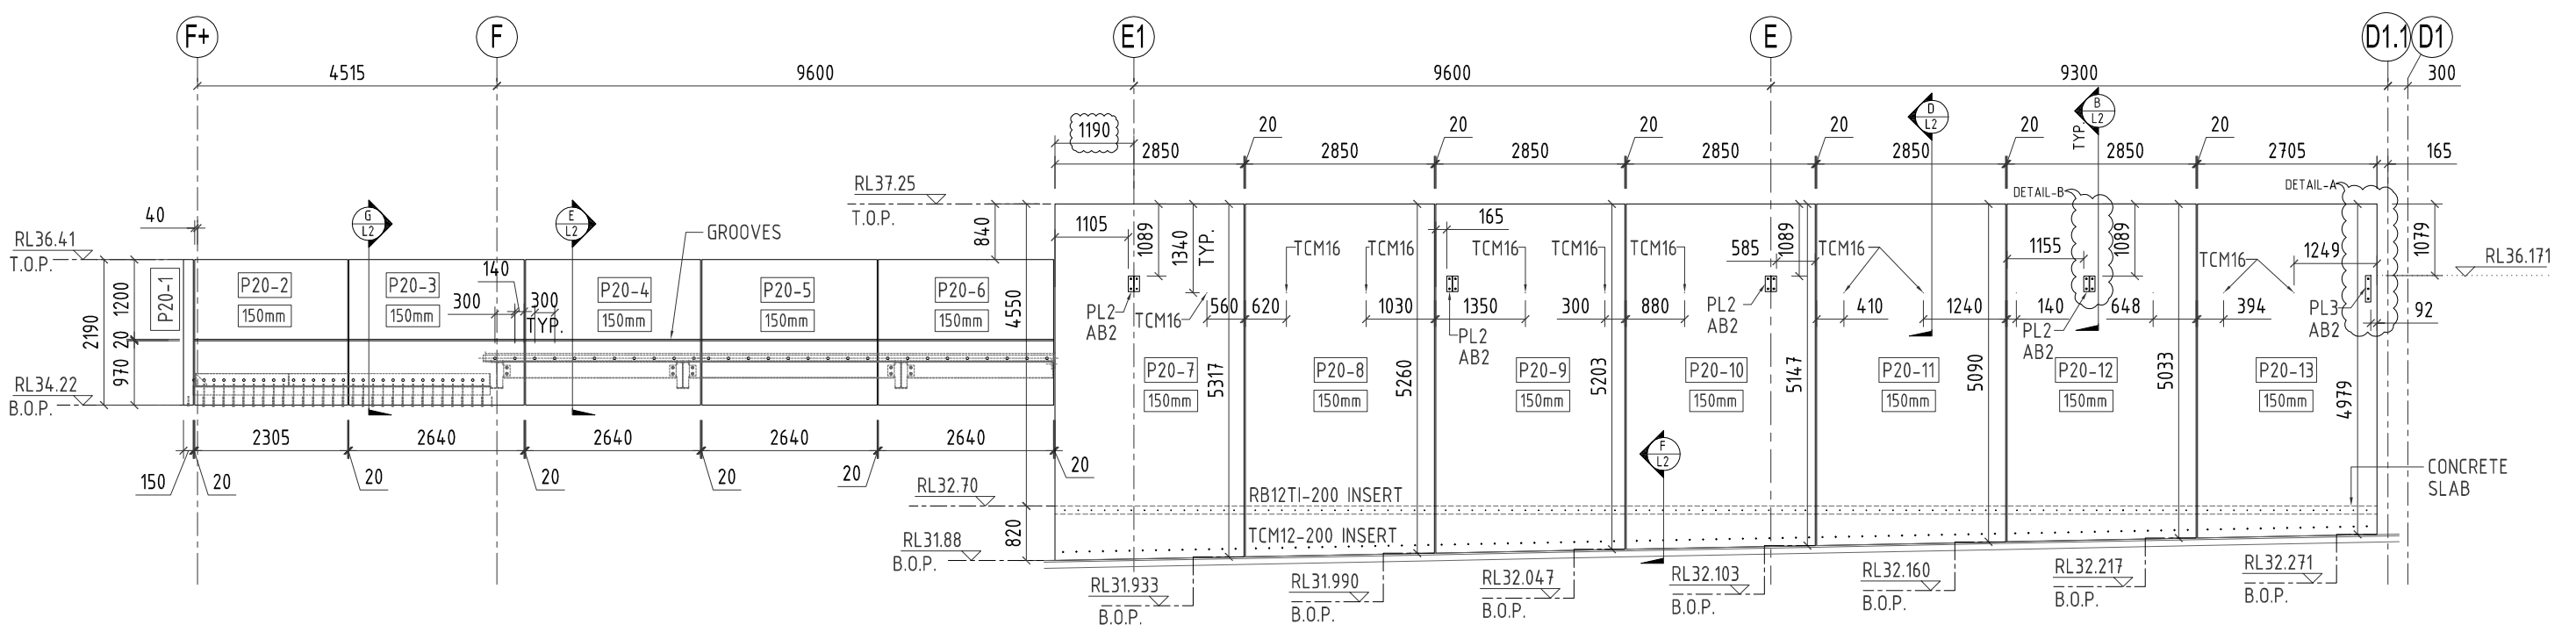 F+
F
E1
E
D1.1
D1
4515
9600
9600
9300
300
D
L2
B
L2
TYP.
1190
20
20
20
20
20
20
2850
2850
2850
2850
2850
2850
2705
165
RL37.25
T.O.P.
DETAIL-B
DETAIL-A
40
G
L2
E
L2
GROOVES
840
1105
1089
1340
TYP.
165
585
1089
1155
1089
1249
1079
RL36.41
T.O.P.
RL36.171
TCM16
TCM16
TCM16
TCM16
TCM16
TCM16
TCM16
P20-1
P20-2
150mm
P20-3
150mm
140
300
300
TYP.
P20-4
150mm
P20-5
150mm
P20-6
150mm
2190
1200
20
970
4550
PL2
AB2
TCM16
560
620
1030
1350
300
880
410
1240
140
648
394
92
PL2
AB2
PL2
AB2
PL2
AB2
PL3
AB2
RL34.22
B.O.P.
P20-7
150mm
5317
P20-8
150mm
5260
P20-9
150mm
5203
P20-10
150mm
5147
P20-11
150mm
5090
P20-12
150mm
5033
P20-13
150mm
4979
2305
2640
2640
2640
2640
150
20
20
20
20
20
20
F
L2
CONCRETE
SLAB
RL32.70
RB12TI-200 INSERT
820
TCM12-200 INSERT
RL31.88
B.O.P.
RL31.933
B.O.P.
RL31.990
B.O.P.
RL32.047
B.O.P.
RL32.103
B.O.P.
RL32.160
B.O.P.
RL32.217
B.O.P.
RL32.271
B.O.P.